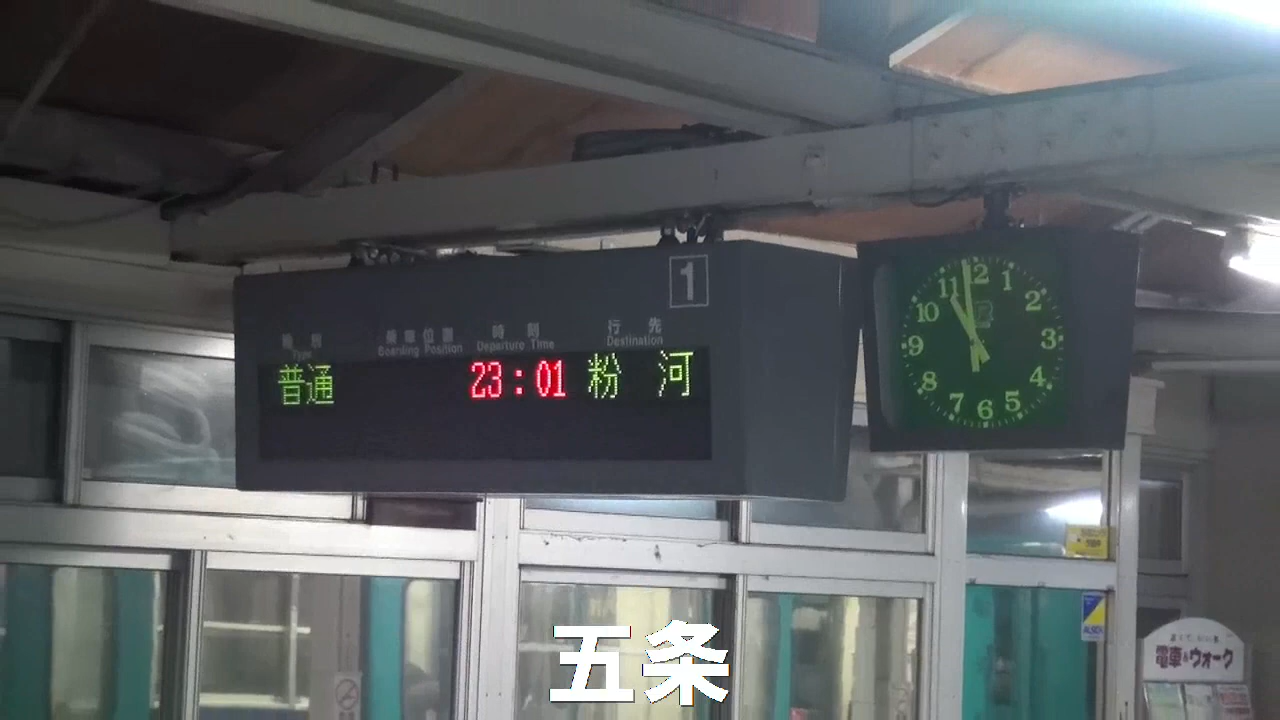 1
種別 乗車位置 時刻 行先
Type Boarding Position Departure Time Destination
普通 23:01 粉河
12 1 2 3 4 5 6 7 8 9 10 11
ALSOK
電車&ウォーク
五条